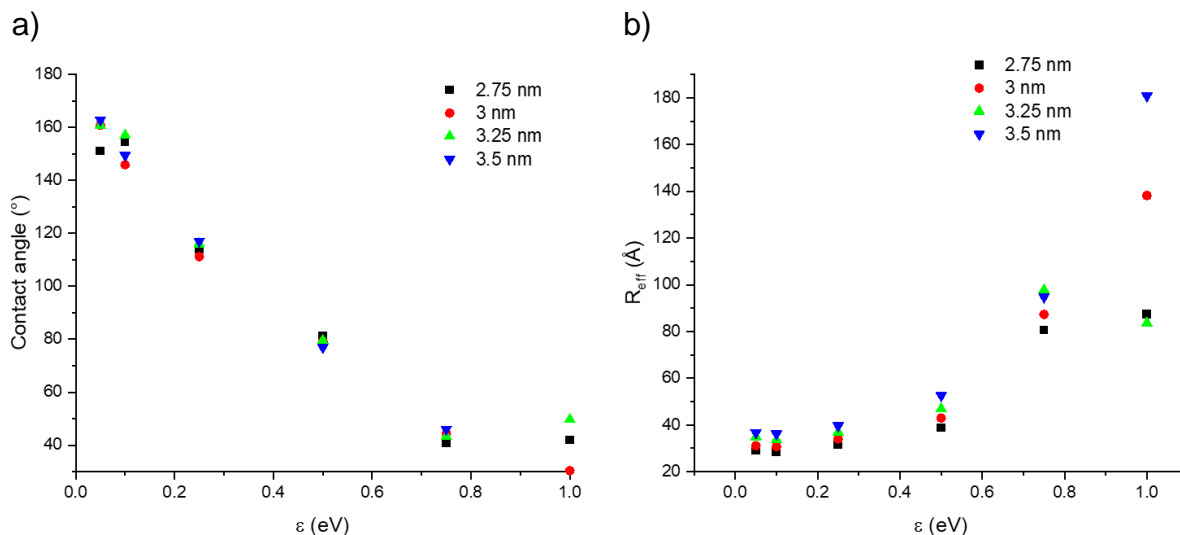 a)
180
160
140
120
100
80
60
40
0.0 0.2 0.4 0.6 0.8 1.0
Contact angle (°)
ε (eV)
2.75 nm
3 nm
3.25 nm
3.5 nm
b)
180
160
140
120
100
80
60
40
20
0.0 0.2 0.4 0.6 0.8 1.0
Reff (Å)
ε (eV)
2.75 nm
3 nm
3.25 nm
3.5 nm